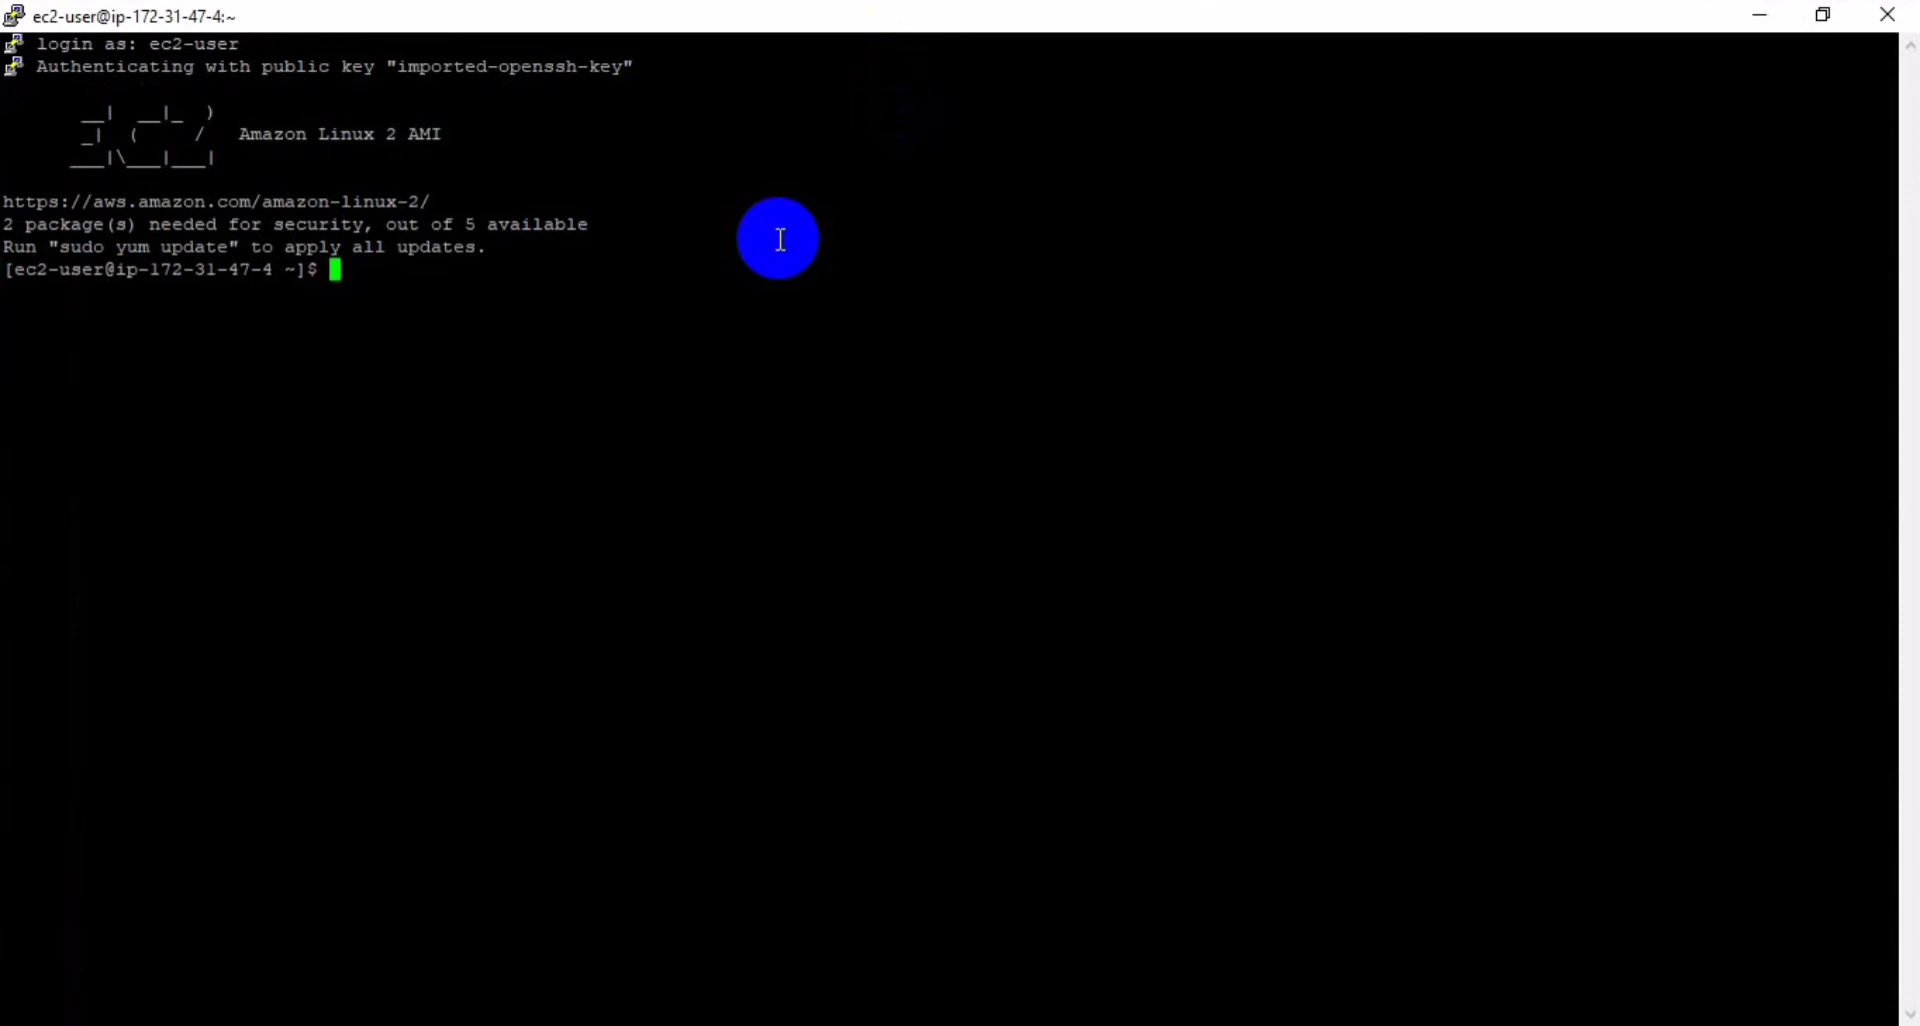 ec2-user@ip-172-31-47-4:~
login as: ec2-user
Authenticating with public key "imported-openssh-key"
       __|  __|_  )
       _|  (     /   Amazon Linux 2 AMI
      ___|\___|___|
https://aws.amazon.com/amazon-linux-2/
2 package(s) needed for security, out of 5 available
Run "sudo yum update" to apply all updates.
[ec2-user@ip-172-31-47-4 ~]$